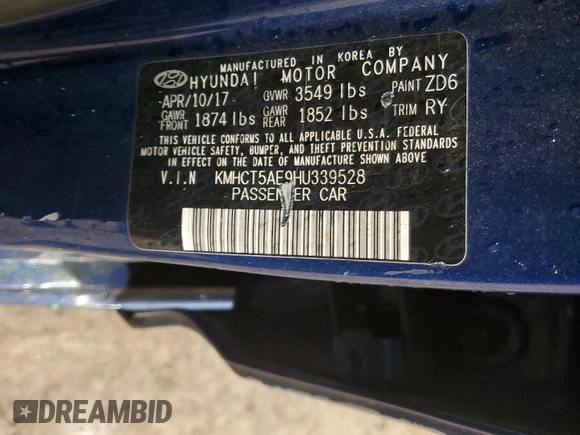 MANUFACTURED IN KOREA BY
HYUNDAI MOTOR COMPANY
APR/10/17 GVWR 3549 lbs PAINT ZD6
GAWR FRONT 1874 lbs GAWR REAR 1852 lbs TRIM RY
THIS VEHICLE CONFORMS TO ALL APPLICABLE U.S.A. FEDERAL
MOTOR VEHICLE SAFETY, BUMPER, AND THEFT PREVENTION STANDARDS
IN EFFECT ON THE DATE OF MANUFACTURE SHOWN ABOVE
V.I.N KMHCT5AE9HU339528
PASSENGER CAR
DREAMBID